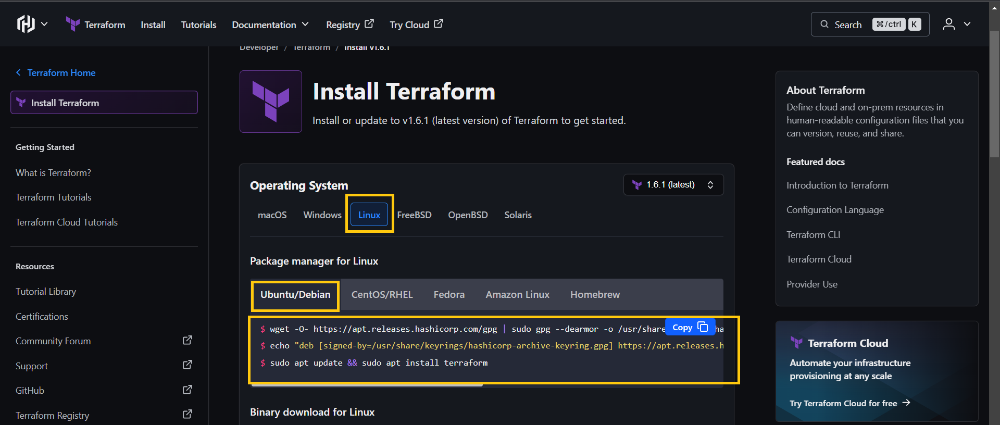 Terraform
Install
Tutorials
Documentation
Registry
Try Cloud
Search
⌘/ctrl
K
Developer / Terraform / Install v1.6.1
Terraform Home
Install Terraform
Getting Started
What is Terraform?
Terraform Tutorials
Terraform Cloud Tutorials
Resources
Tutorial Library
Certifications
Community Forum
Support
GitHub
Terraform Registry
Install Terraform
Install or update to v1.6.1 (latest version) of Terraform to get started.
Operating System
1.6.1 (latest)
macOS
Windows
Linux
FreeBSD
OpenBSD
Solaris
Package manager for Linux
Ubuntu/Debian
CentOS/RHEL
Fedora
Amazon Linux
Homebrew
$ wget -O- https://apt.releases.hashicorp.com/gpg | sudo gpg --dearmor -o /usr/share
Copy
ha
$ echo "deb [signed-by=/usr/share/keyrings/hashicorp-archive-keyring.gpg] https://apt.releases.h
$ sudo apt update && sudo apt install terraform
Binary download for Linux
About Terraform
Define cloud and on-prem resources in
human-readable configuration files that you
can version, reuse, and share.
Featured docs
Introduction to Terraform
Configuration Language
Terraform CLI
Terraform Cloud
Provider Use
Terraform Cloud
Automate your infrastructure
provisioning at any scale
Try Terraform Cloud for free →